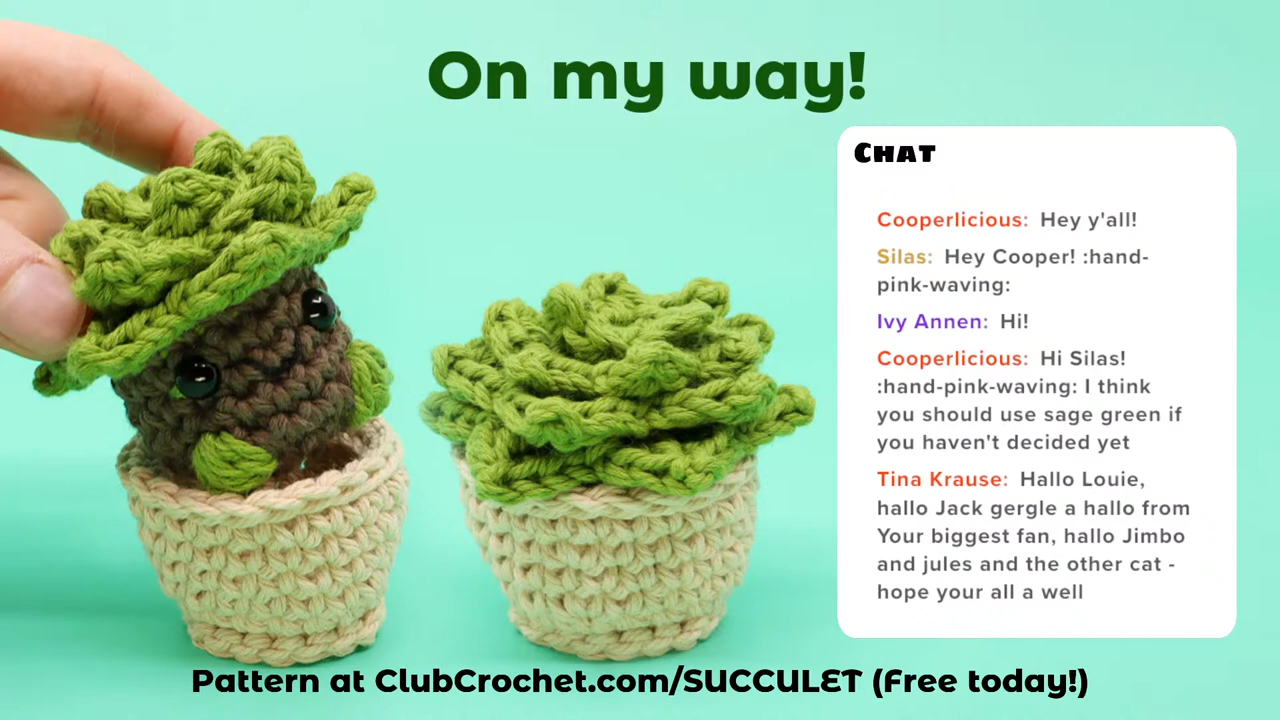 On my way!
Chat
Cooperlicious: Hey y'all!
Silas: Hey Cooper! :hand-
pink-waving:
Ivy Annen: Hi!
Cooperlicious: Hi Silas!
:hand-pink-waving: I think
you should use sage green if
you haven't decided yet
Tina Krause: Hallo Louie,
hallo Jack gergle a hallo from
Your biggest fan, hallo Jimbo
and jules and the other cat -
hope your all a well
Pattern at ClubCrochet.com/SUCCULET (Free today!)